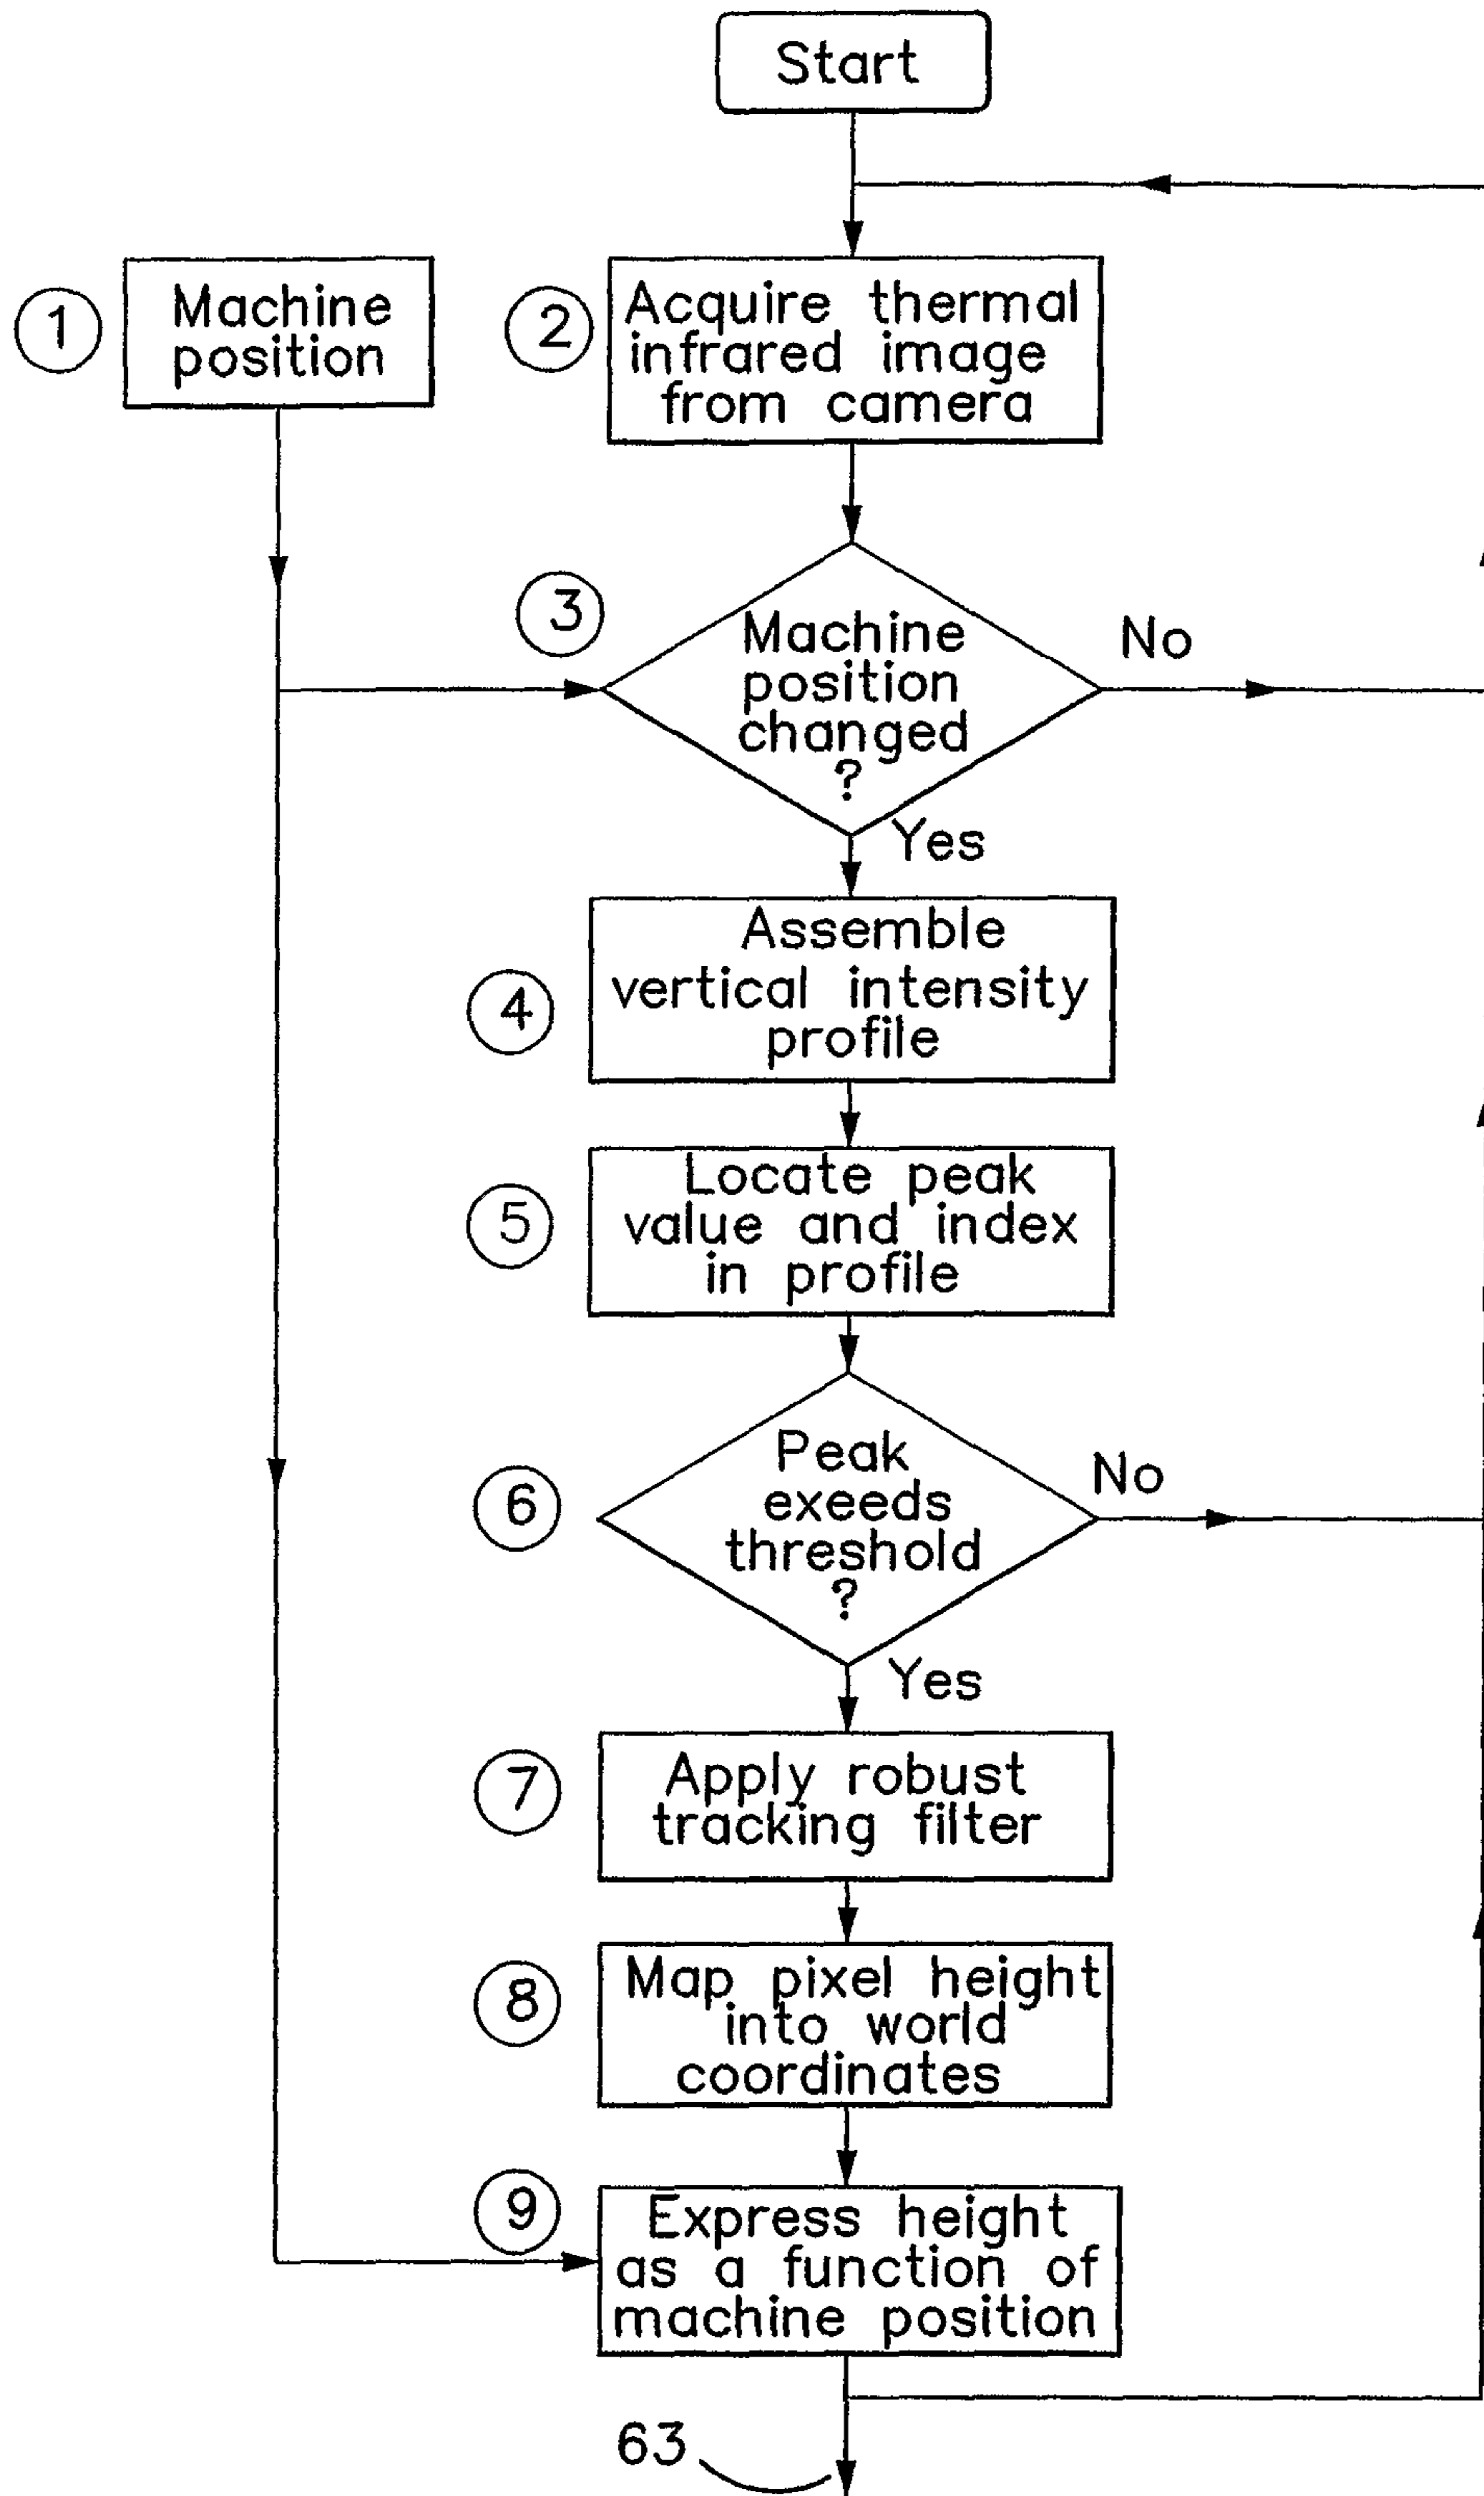 Start
1
Machine
position
2
Acquire thermal
infrared image
from camera
3
Machine
position
changed
?
No
Yes
4
Assemble
vertical intensity
profile
5
Locate peak
value and index
in profile
6
Peak
exeeds
threshold
?
No
Yes
7
Apply robust
tracking filter
8
Map pixel height
into world
coordinates
9
Express height
as a function of
machine position
63